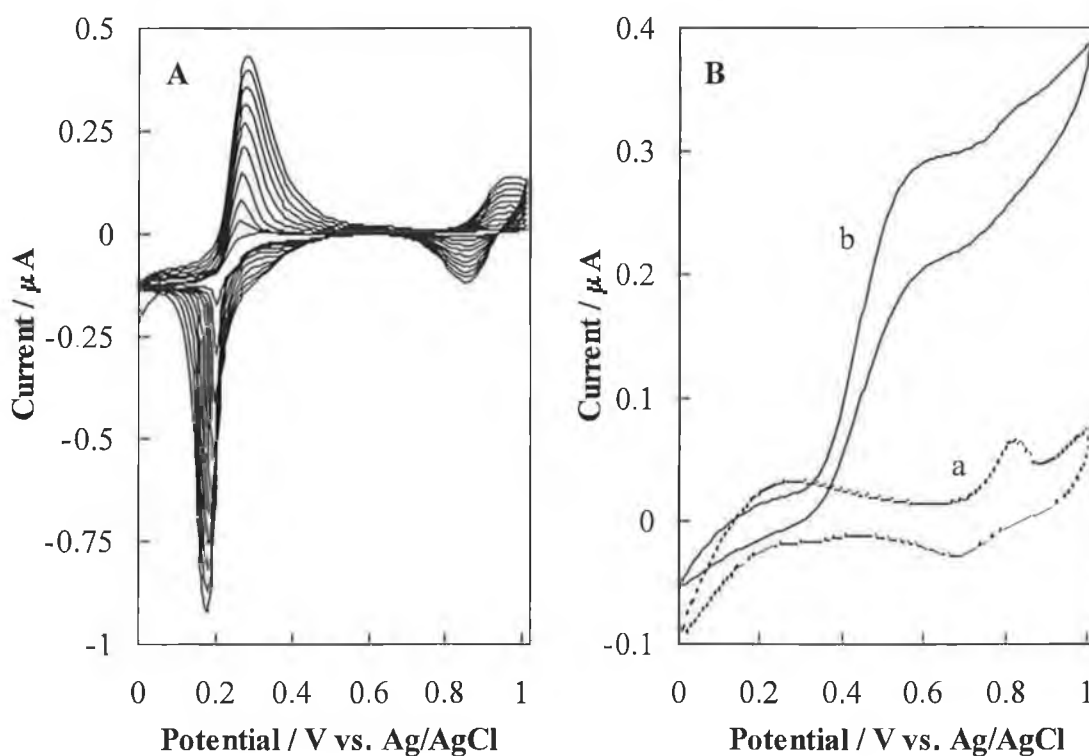 A
0.5
0.25
0
-0.25
-0.5
-0.75
-1
Current / µA
0 0.2 0.4 0.6 0.8 1
Potential / V vs. Ag/AgCl
B
0.4
0.3
0.2
0.1
0
-0.1
Current / µA
b
a
0 0.2 0.4 0.6 0.8 1
Potential / V vs. Ag/AgCl